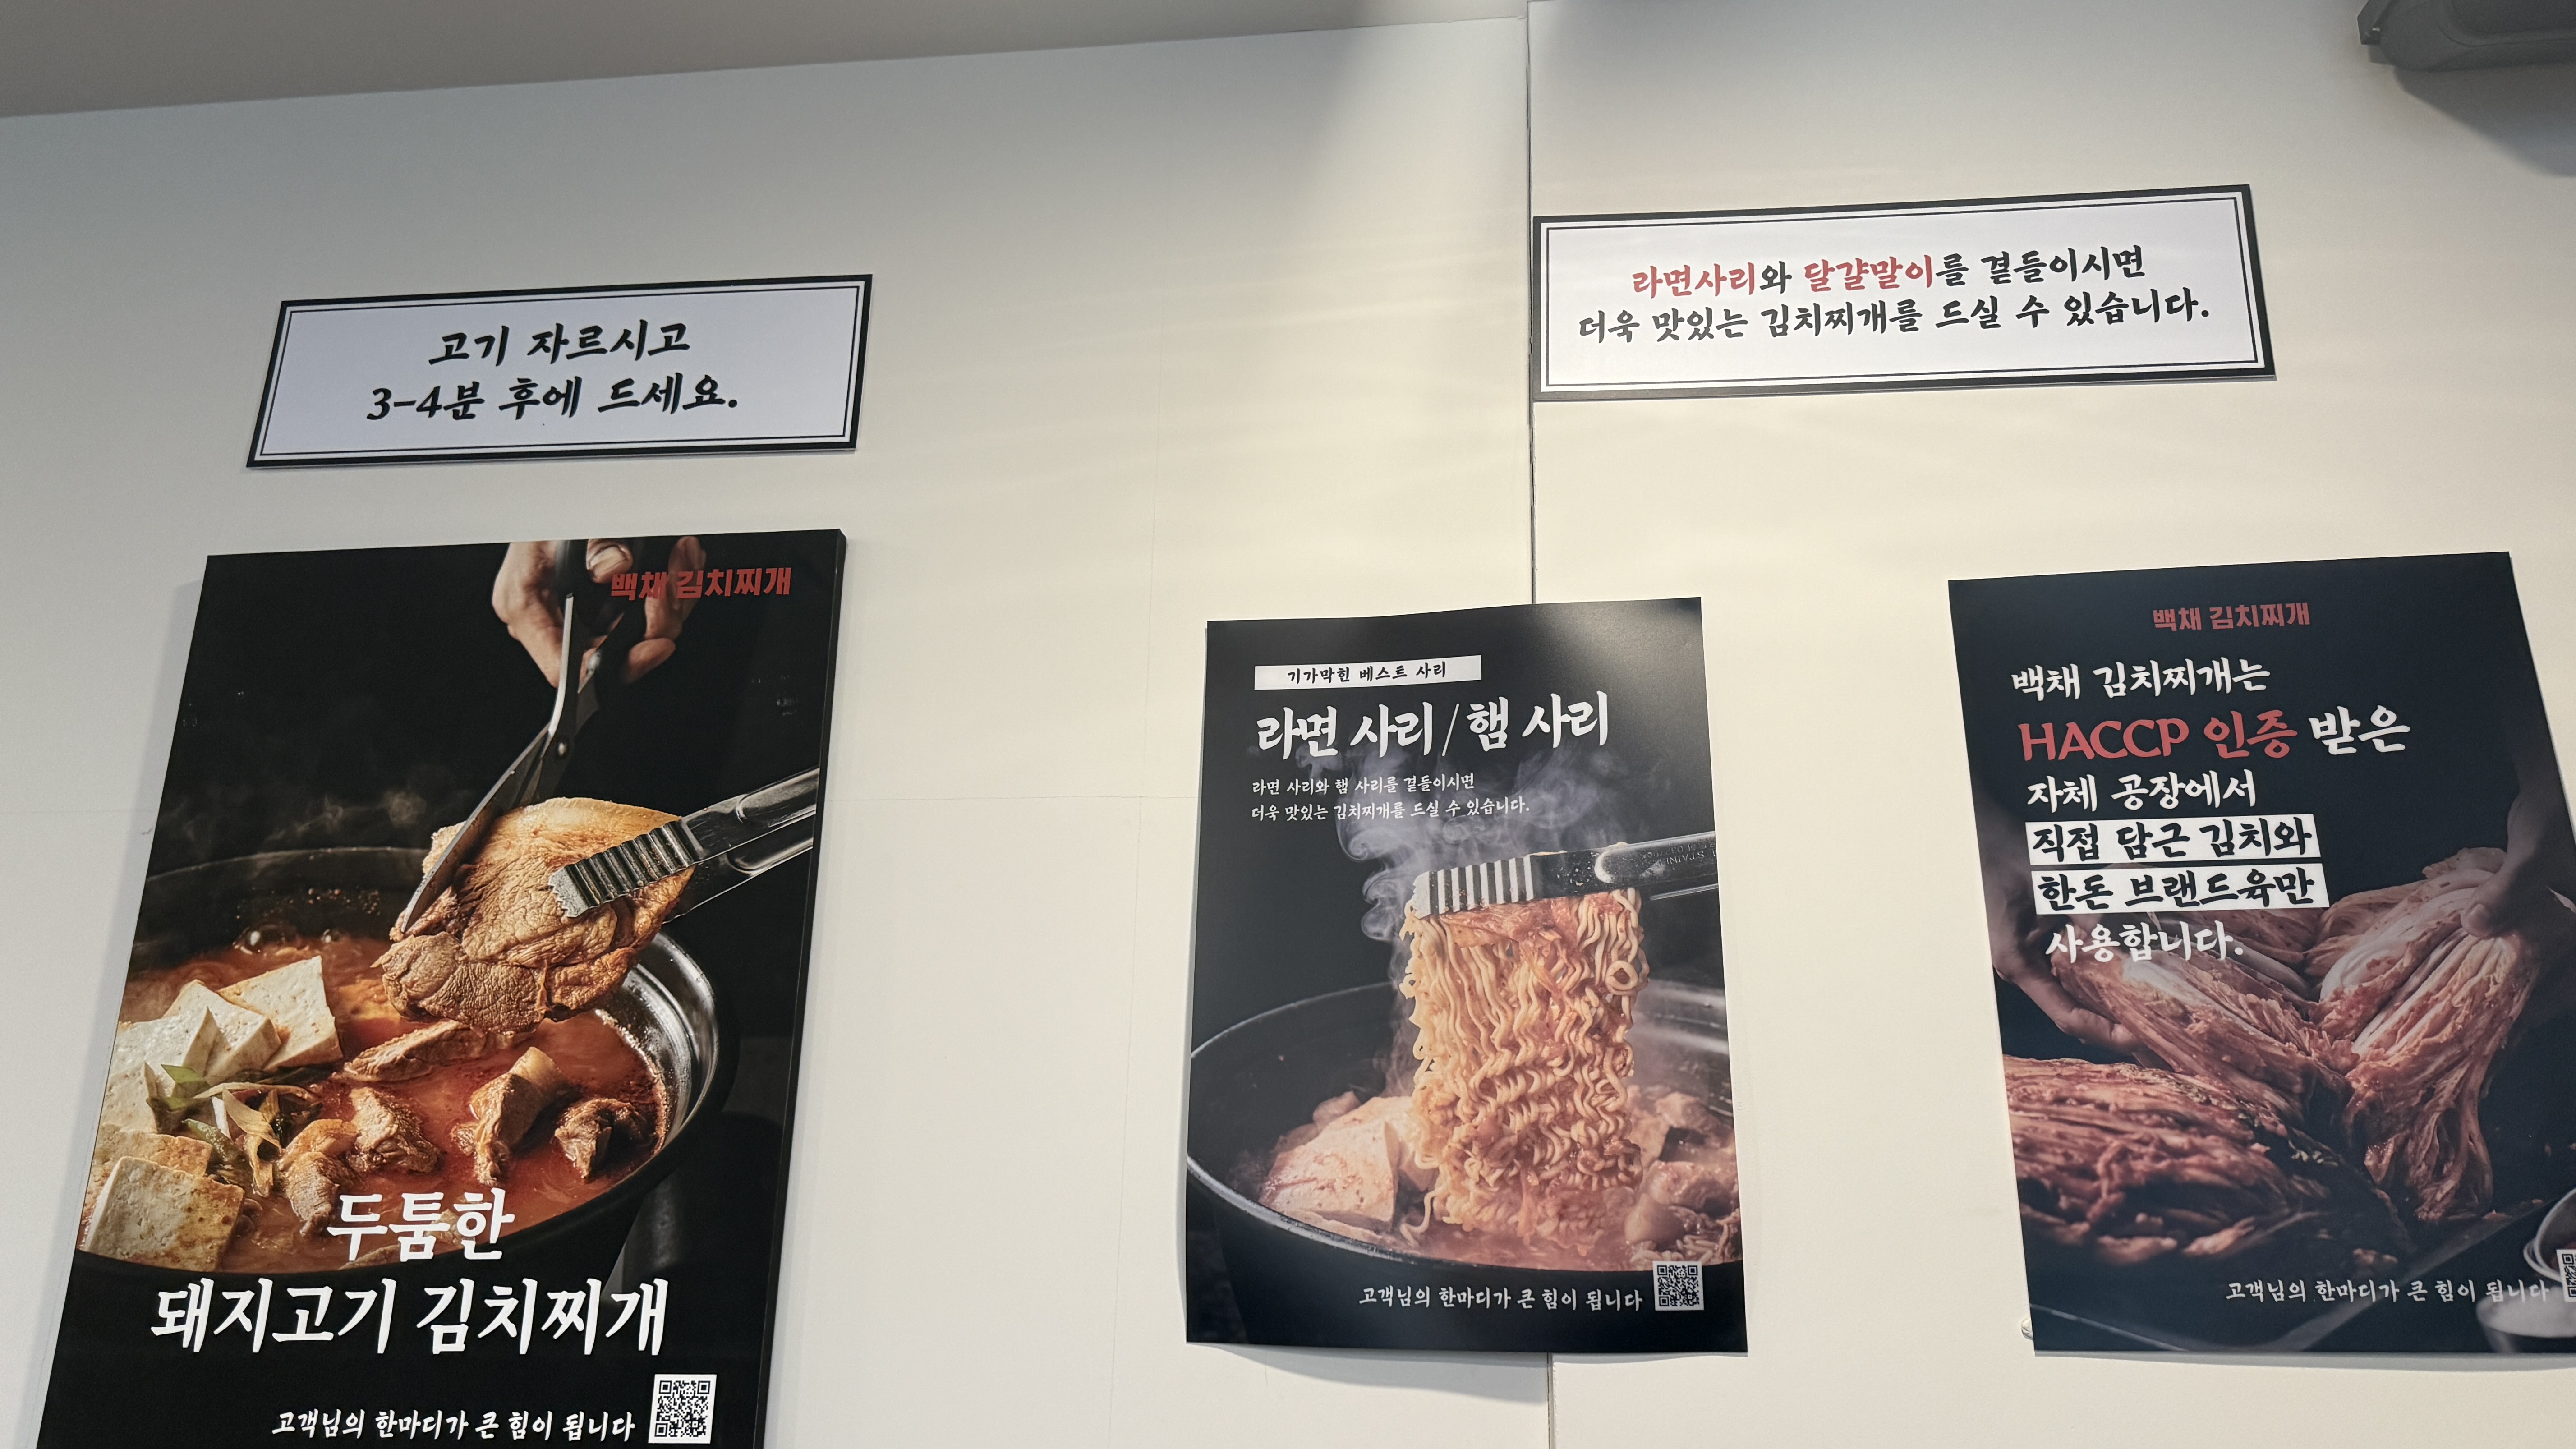 고기 자르시고
3-4분 후에 드세요.
라면사리와 달걀말이를 곁들이시면
더욱 맛있는 김치찌개를 드실 수 있습니다.
백채 김치찌개
두툼한
돼지고기 김치찌개
고객님의 한마디가 큰 힘이 됩니다
기가막힌 베스트 사리
라면 사리/햄 사리
라면 사리와 햄 사리를 곁들이시면
더욱 맛있는 김치찌개를 드실 수 있습니다.
고객님의 한마디가 큰 힘이 됩니다
백채 김치찌개
백채 김치찌개는
HACCP 인증 받은
자체 공장에서
직접 담근 김치와
한돈 브랜드육만
사용합니다.
고객님의 한마디가 큰 힘이 됩니다